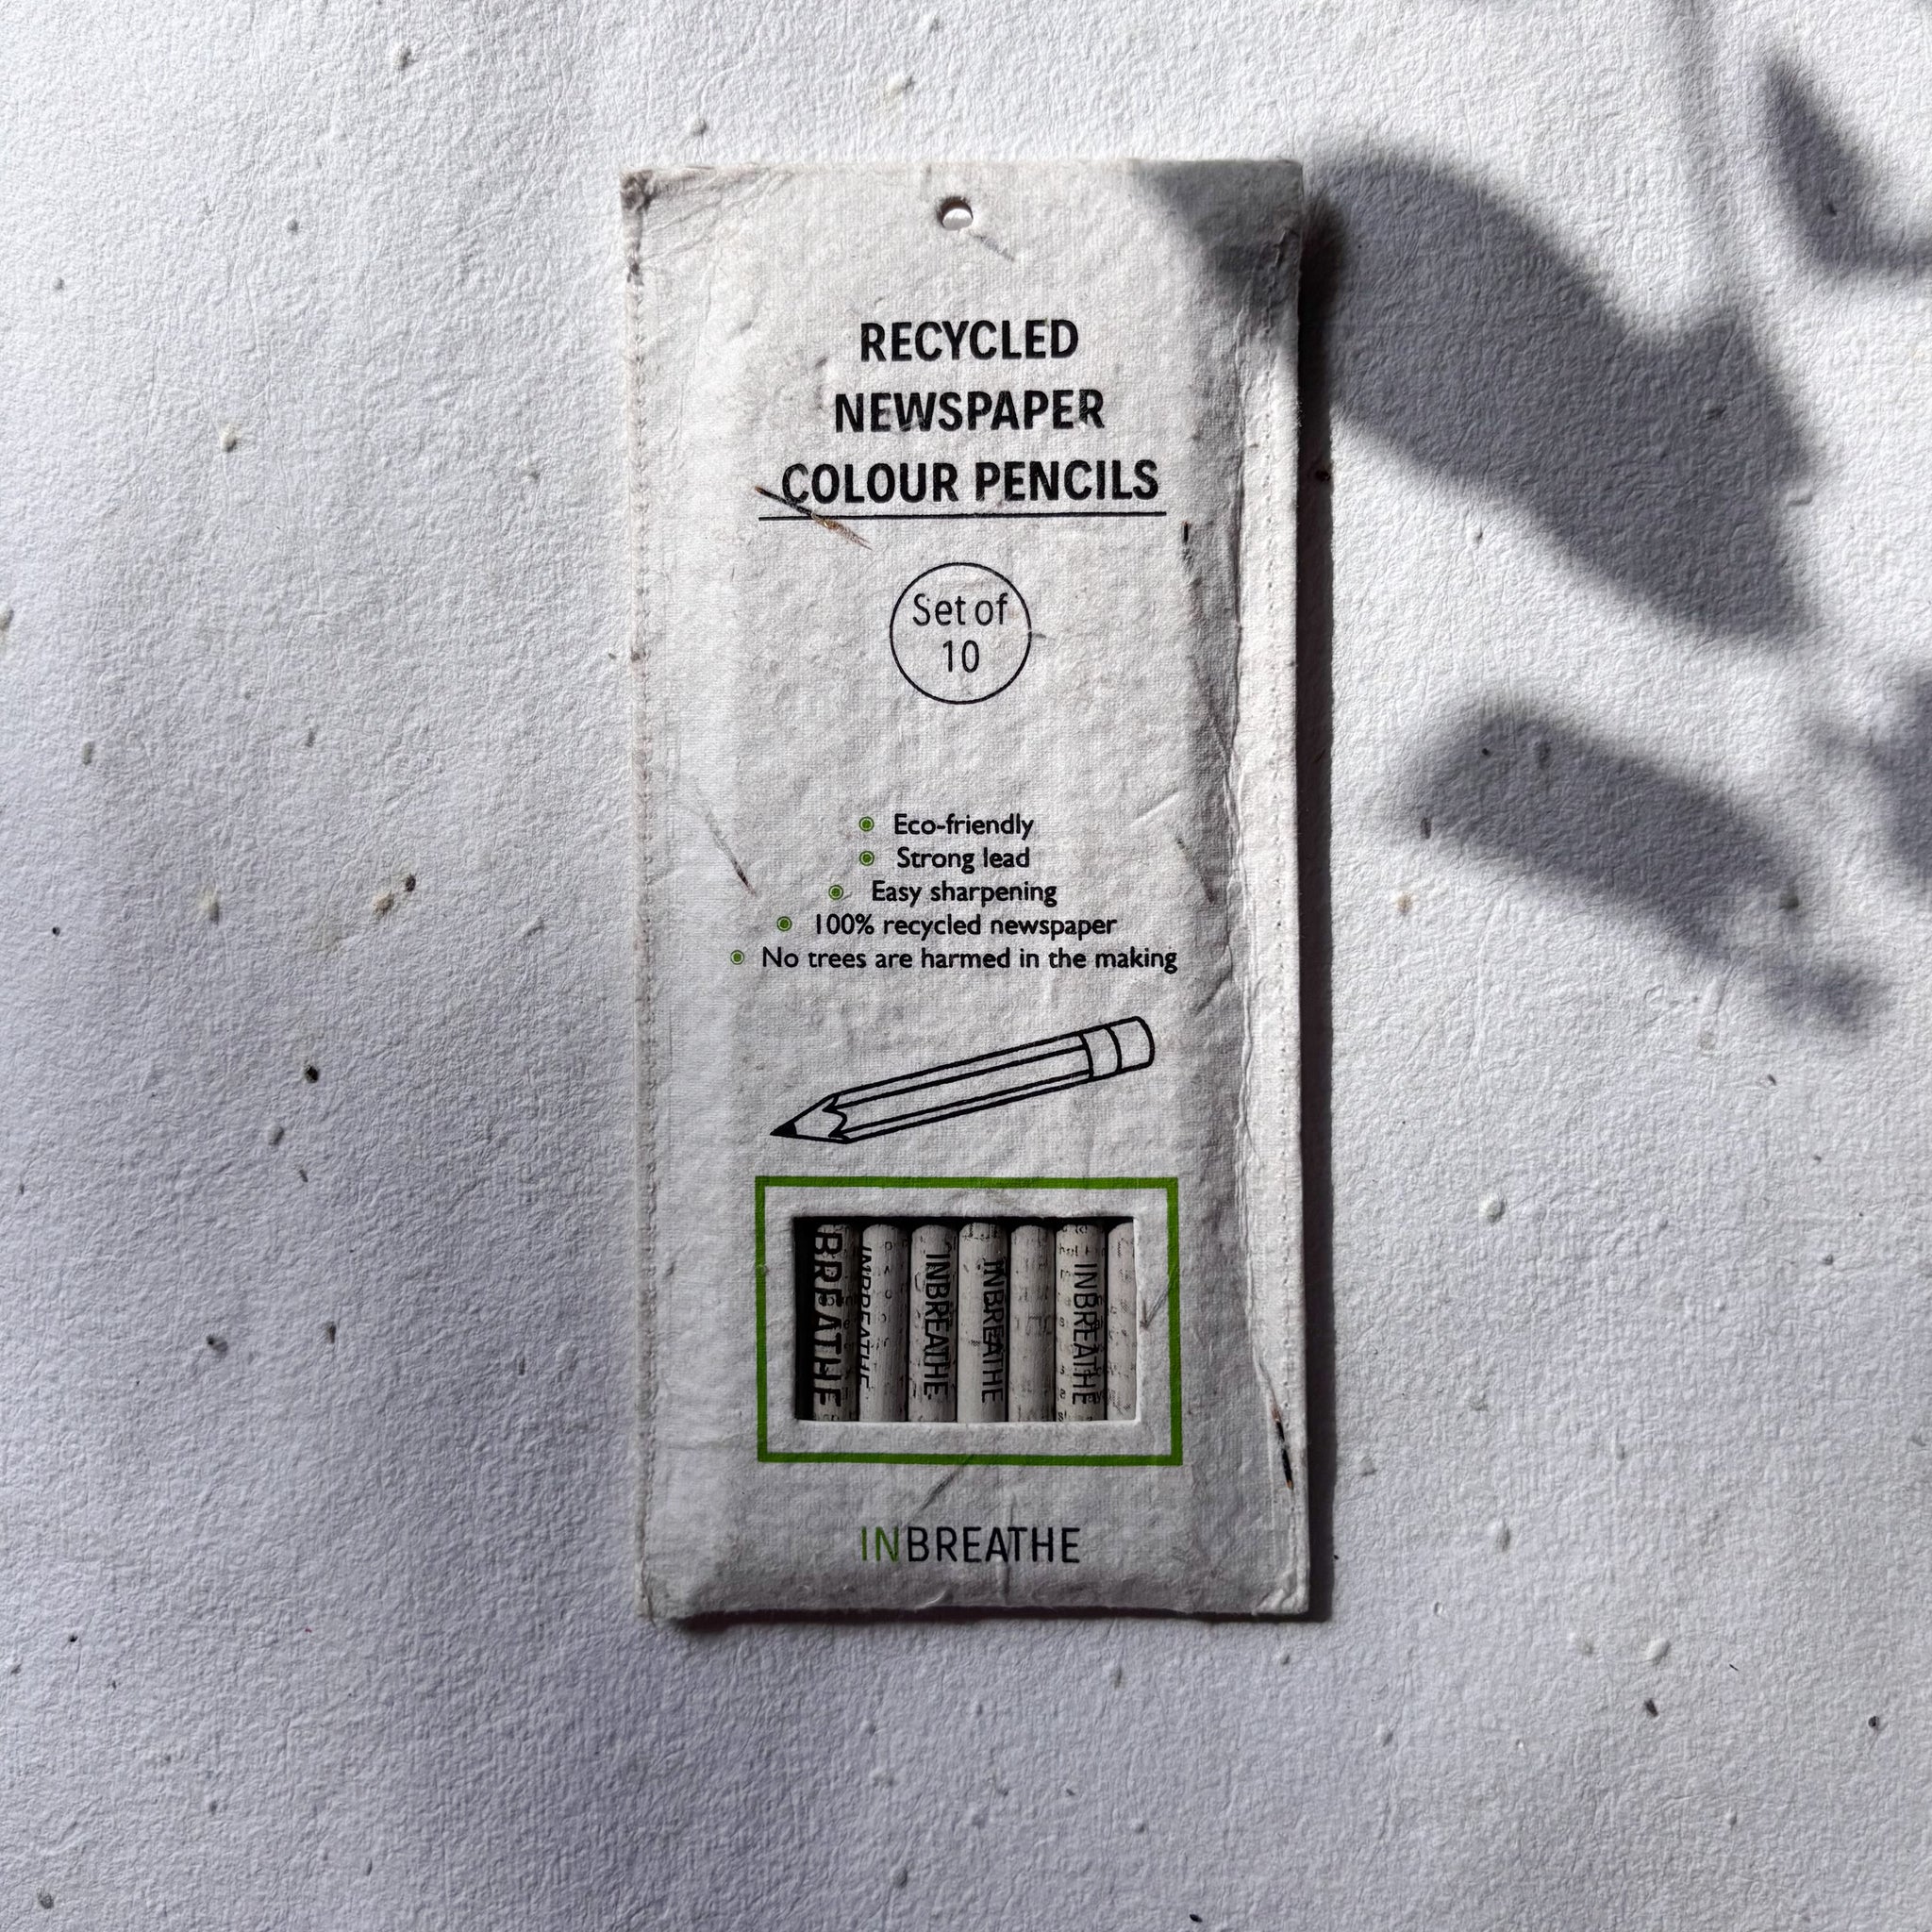 RECYCLED
NEWSPAPER
COLOUR PENCILS
Set of
10
Eco-friendly
Strong lead
Easy sharpening
100% recycled newspaper
No trees are harmed in the making
BREATHE
INBREATHE
INBREATHE
INBREATHE
INBREATHE
INBREATHE